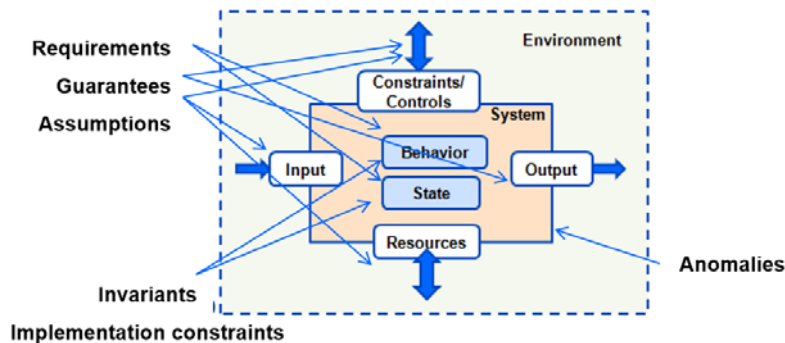 Requirements
Guarantees
Assumptions
Environment
Constraints/
Controls
System
Input
Behavior
State
Output
Resources
Anomalies
Invariants
Implementation constraints